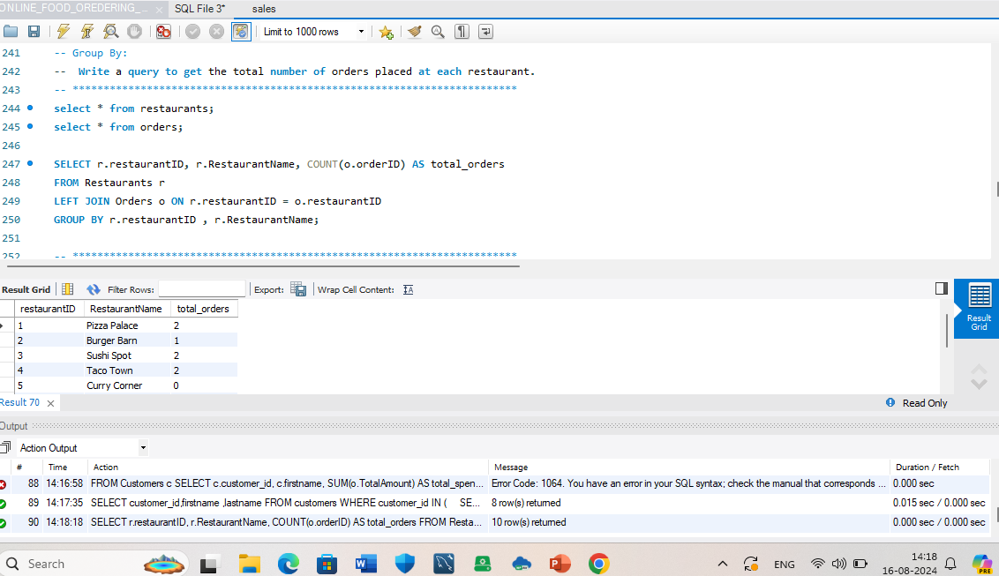 ONLINE_FOOD_OREDERING_... × SQL File 3* sales
Limit to 1000 rows
241 -- Group By:
242 -- Write a query to get the total number of orders placed at each restaurant.
243 -- ************************************************************************
244 select * from restaurants;
245 select * from orders;
246
247 SELECT r.restaurantID, r.RestaurantName, COUNT(o.orderID) AS total_orders
248 FROM Restaurants r
249 LEFT JOIN Orders o ON r.restaurantID = o.restaurantID
250 GROUP BY r.restaurantID , r.RestaurantName;
251
252 -- ************************************************************************
Result Grid Filter Rows: Export: Wrap Cell Content:
restaurantID RestaurantName total_orders
1 Pizza Palace 2
2 Burger Barn 1
3 Sushi Spot 2
4 Taco Town 2
5 Curry Corner 0
Result Grid
Result 70 × Read Only
Output
Action Output
# Time Action Message Duration / Fetch
88 14:16:58 FROM Customers c SELECT c.customer_id, c.firstname, SUM(o.TotalAmount) AS total_spen... Error Code: 1064. You have an error in your SQL syntax; check the manual that corresponds ... 0.000 sec
89 14:17:35 SELECT customer_id,firstname ,lastname FROM customers WHERE customer_id IN ( SE... 8 row(s) returned 0.015 sec / 0.000 sec
90 14:18:18 SELECT r.restaurantID, r.RestaurantName, COUNT(o.orderID) AS total_orders FROM Resta... 10 row(s) returned 0.000 sec / 0.000 sec
Search ENG 14:18
16-08-2024
PRE